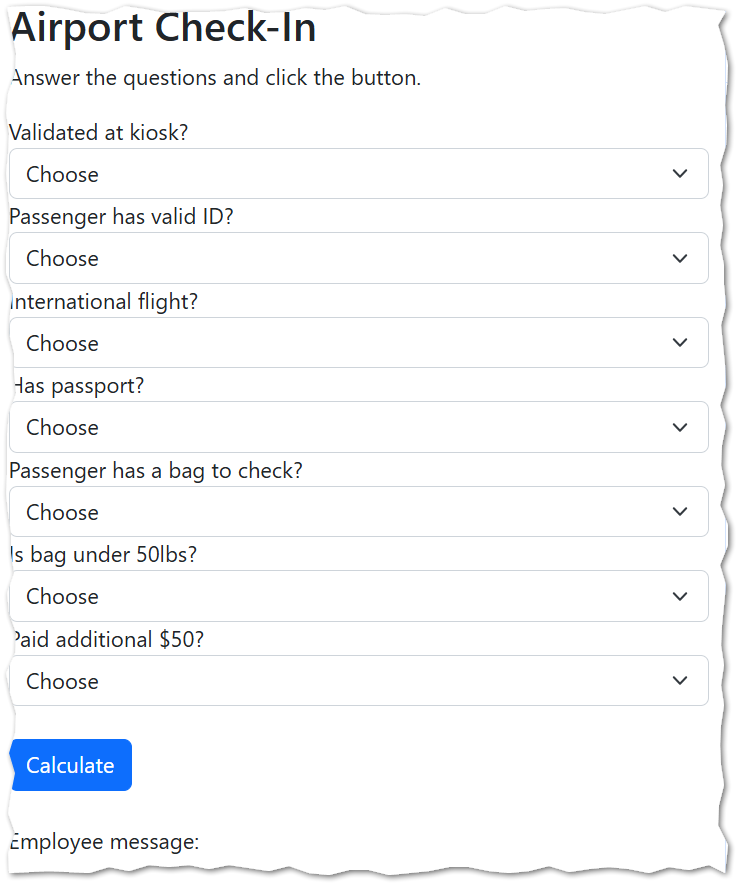 Airport Check-In
Answer the questions and click the button.
Validated at kiosk?
Choose
Passenger has valid ID?
Choose
International flight?
Choose
Has passport?
Choose
Passenger has a bag to check?
Choose
Is bag under 50lbs?
Choose
Paid additional $50?
Choose
Calculate
Employee message: